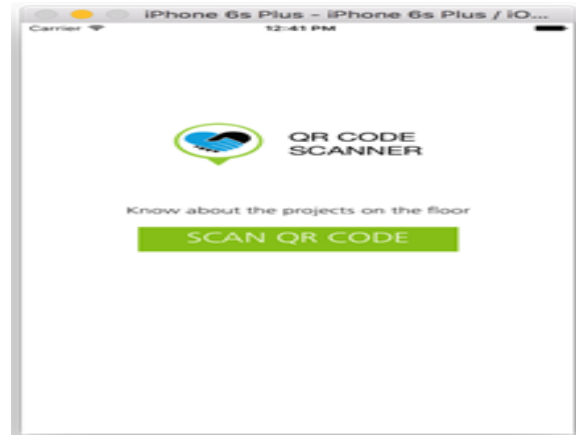 iPhone 6s Plus – iPhone 6s Plus / iO...
Carrier
12:41 PM
QR CODE
SCANNER
Know about the projects on the floor
SCAN QR CODE